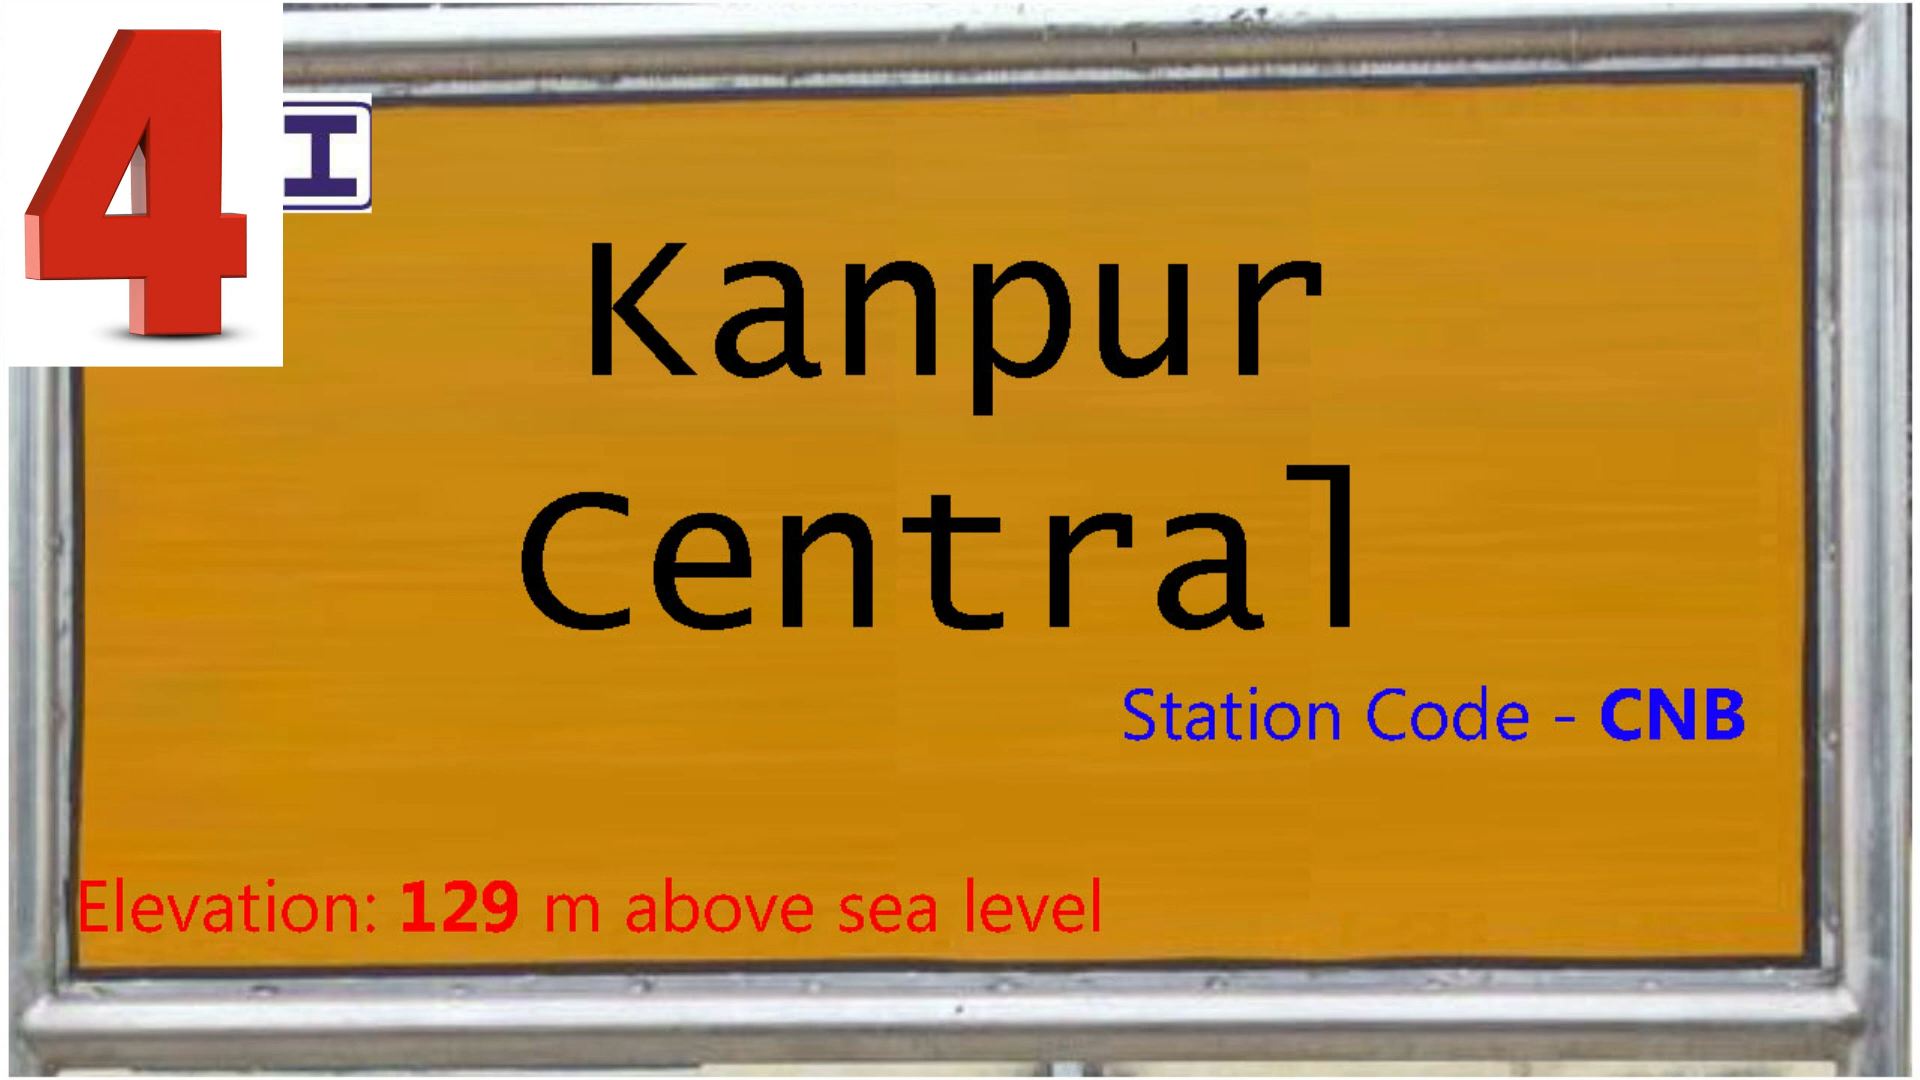 4
I
Kanpur
Central
Station Code - CNB
Elevation: 129 m above sea level